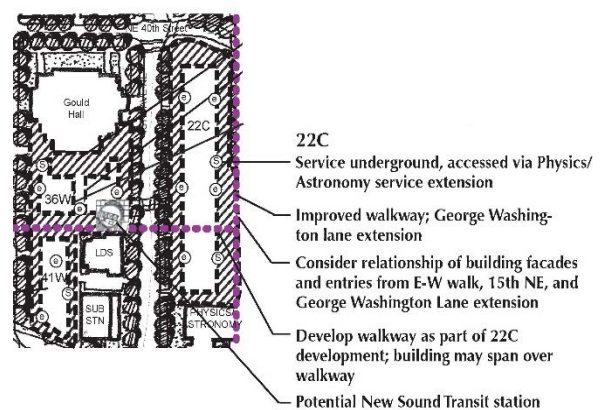 NE 40th Street
Gould
Hall
22C
36W
41W
LDS
SUB
STN
PHYSICS/
ASTRONOMY
S
S
S
S
e
e
e
e
e
e
e
e
e
22C
Service underground, accessed via Physics/
Astronomy service extension
Improved walkway; George Washing-
ton lane extension
Consider relationship of building facades
and entries from E-W walk, 15th NE, and
George Washington Lane extension
Develop walkway as part of 22C
development; building may span over
walkway
Potential New Sound Transit station